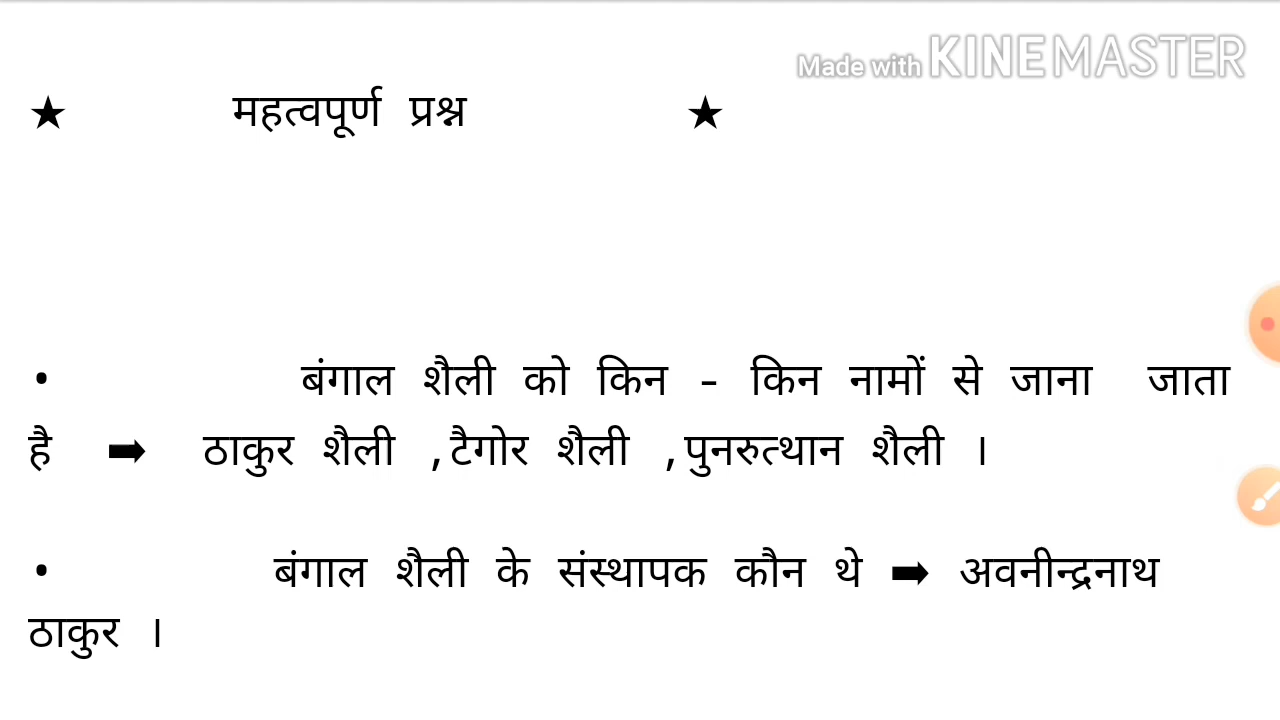 Made with KINEMASTER
★ महत्वपूर्ण प्रश्न ★
• बंगाल शैली को किन - किन नामों से जाना जाता
है ➡ ठाकुर शैली ,टैगोर शैली ,पुनरुत्थान शैली ।
• बंगाल शैली के संस्थापक कौन थे ➡ अवनीन्द्रनाथ
ठाकुर ।